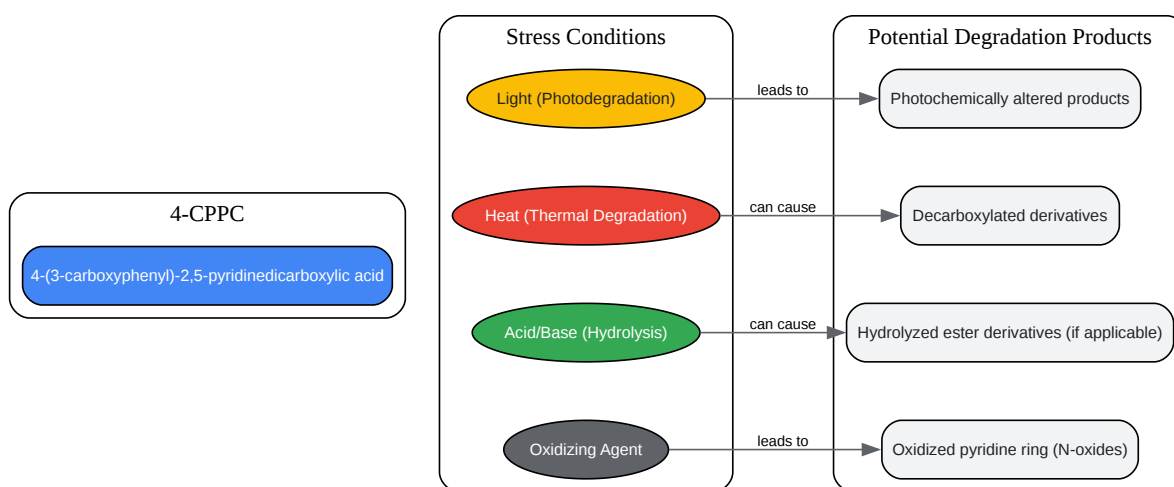 Stress Conditions
Potential Degradation Products
Light (Photodegradation)
leads to
Photochemically altered products
4-CPPC
4-(3-carboxyphenyl)-2,5-pyridinedicarboxylic acid
Heat (Thermal Degradation)
can cause
Decarboxylated derivatives
Acid/Base (Hydrolysis)
can cause
Hydrolyzed ester derivatives (if applicable)
Oxidizing Agent
leads to
Oxidized pyridine ring (N-oxides)